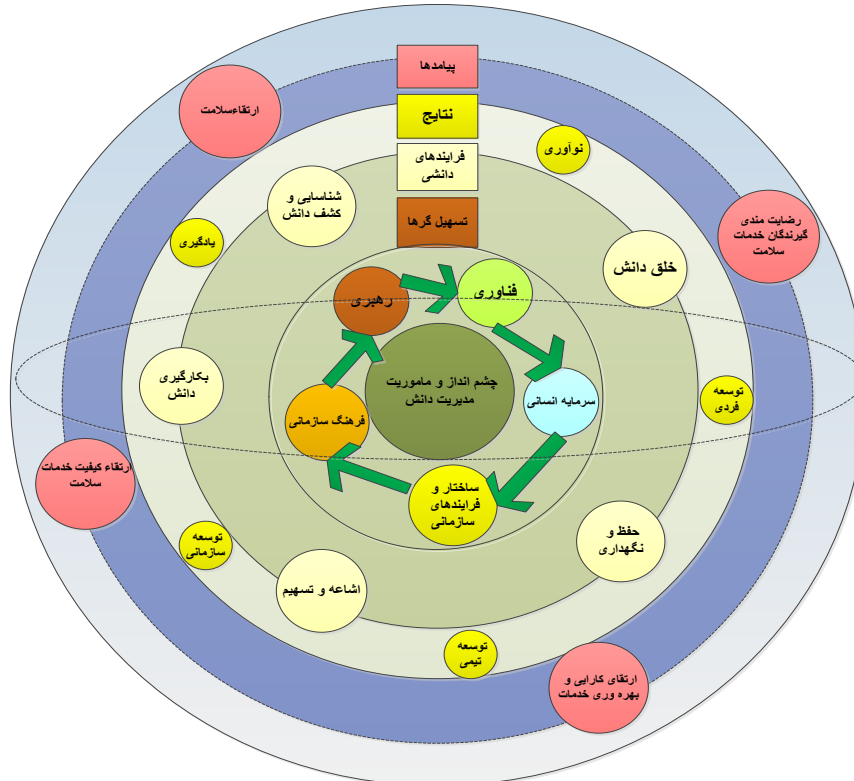 پیامدها
نتایج
فرایندهای
دانشی
تسهیل گرها
ارتقاءسلامت
نوآوری
شناسایی و
کشف دانش
رضایت مندی
گیرندگان خدمات
سلامت
یادگیری
خلق دانش
رهبری
فناوری
چشم انداز و ماموریت
مدیریت دانش
بکارگیری
دانش
سرمایه انسانی
توسعه
فردی
فرهنگ سازمانی
ارتقاء کیفیت خدمات
سلامت
ساختار و
فرایندهای
سازمانی
حفظ و
نگهداری
توسعه
سازمانی
اشاعه و تسهیم
توسعه
تیمی
ارتقای کارایی و
بهره وری خدمات